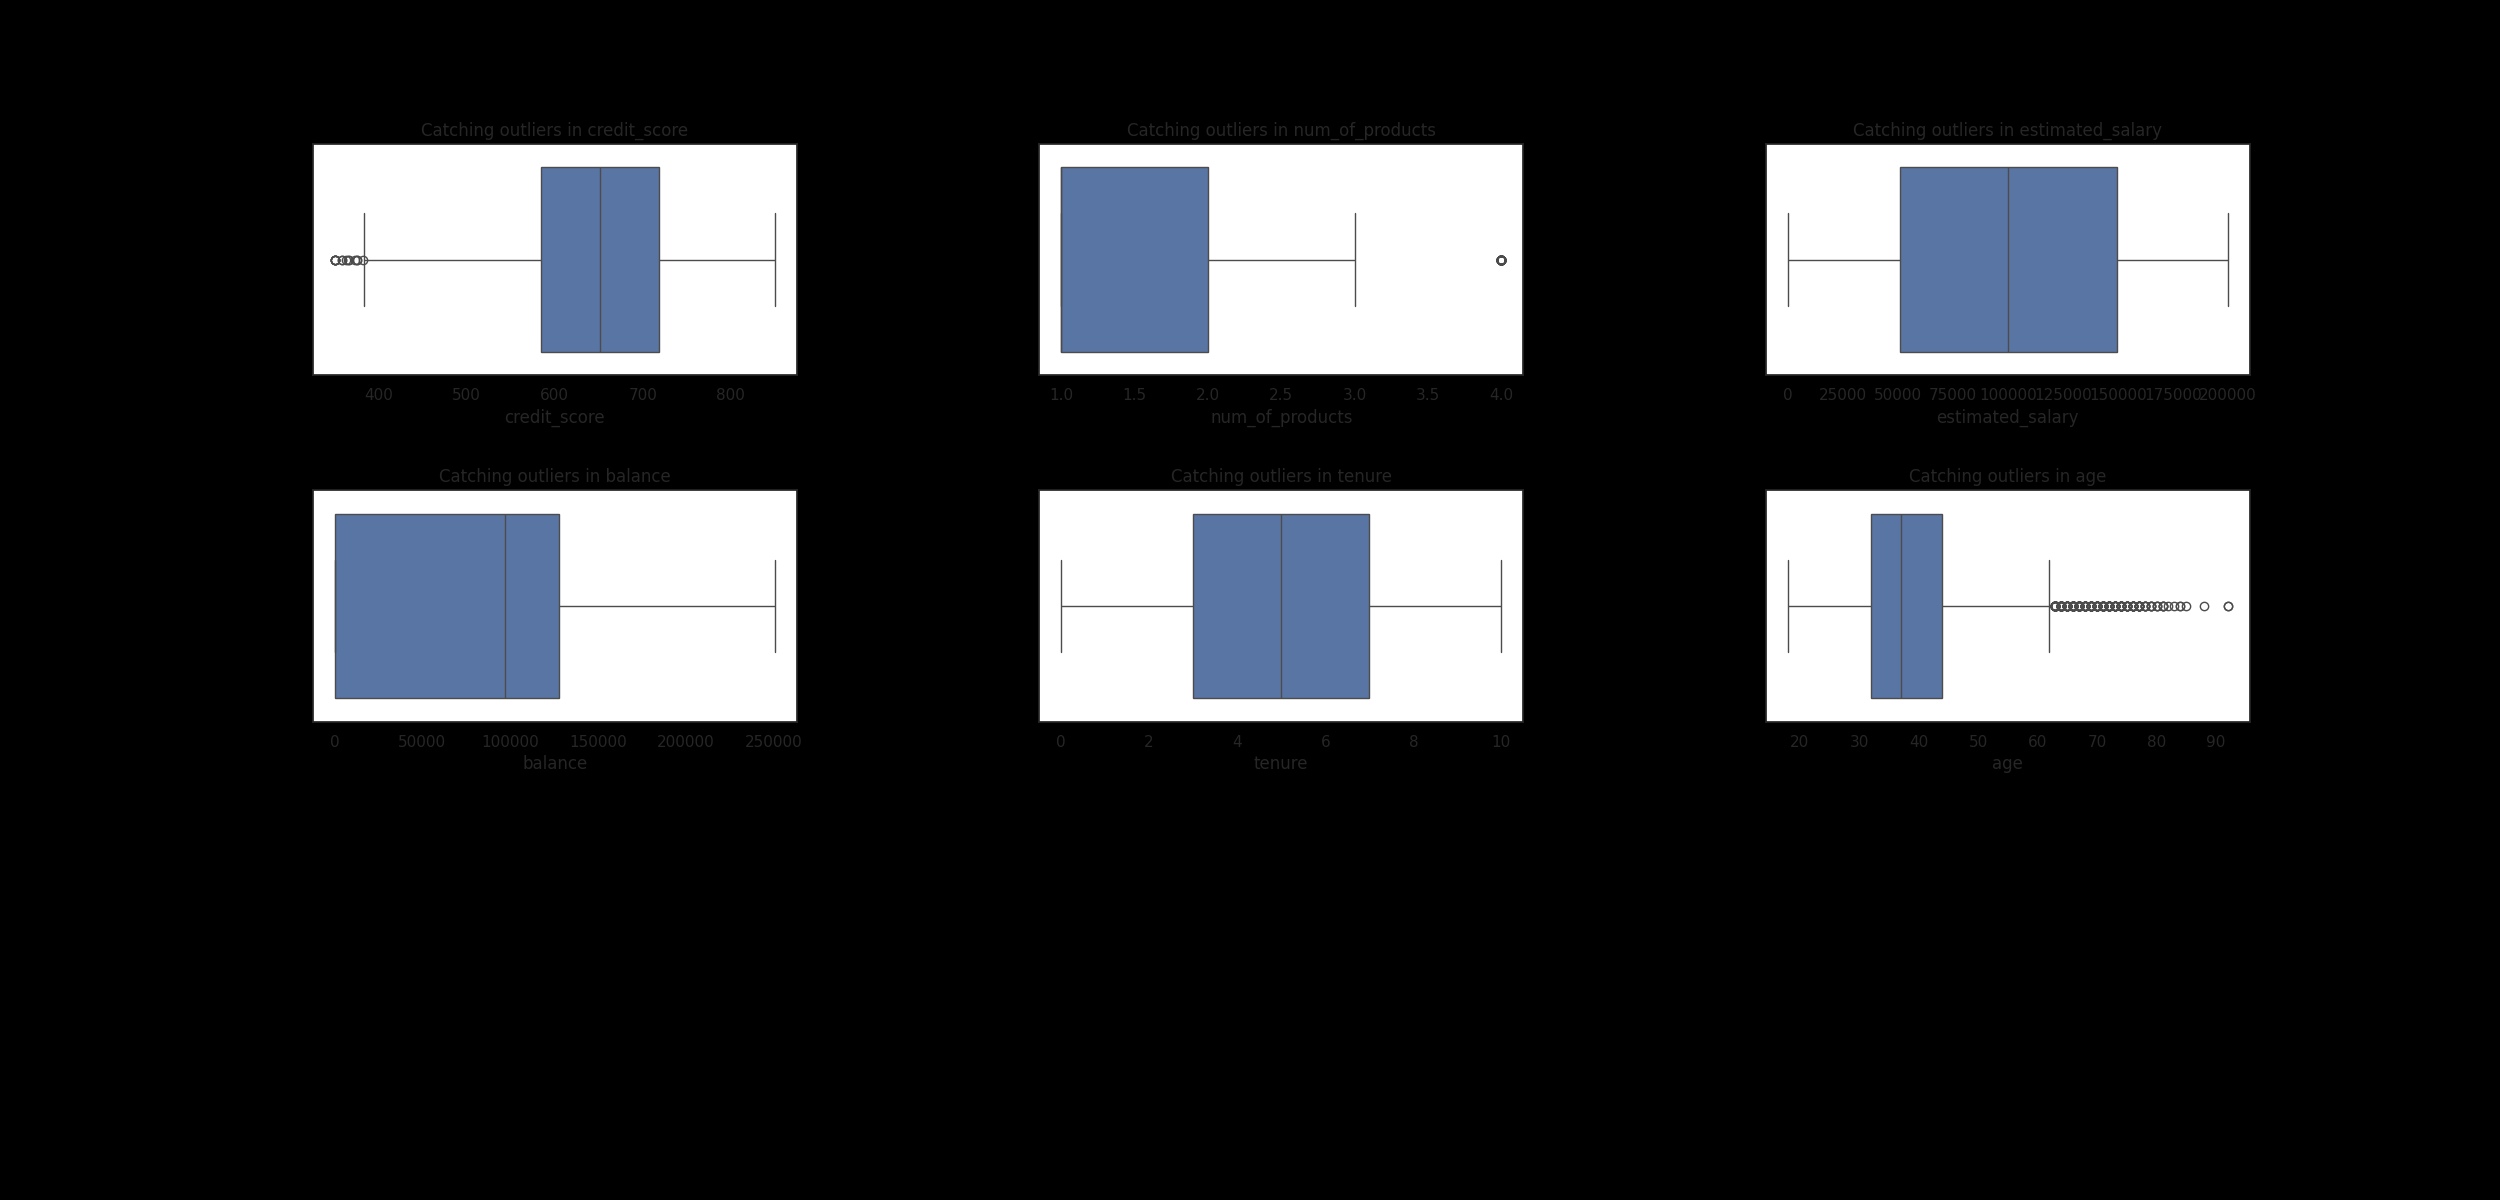 Catching outliers in credit_score
400 500 600 700 800
credit_score
Catching outliers in num_of_products
1.0 1.5 2.0 2.5 3.0 3.5 4.0
num_of_products
Catching outliers in estimated_salary
0 25000 50000 75000 100000 125000 150000 175000 200000
estimated_salary
Catching outliers in balance
0 50000 100000 150000 200000 250000
balance
Catching outliers in tenure
0 2 4 6 8 10
tenure
Catching outliers in age
20 30 40 50 60 70 80 90
age